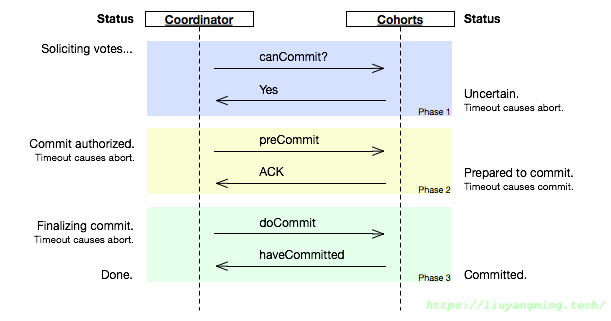 Status
Coordinator
Cohorts
Status
Soliciting votes...
canCommit?
Yes
Uncertain.
Timeout causes abort.
Phase 1
Commit authorized.
Timeout causes abort.
preCommit
ACK
Prepared to commit.
Timeout causes commit.
Phase 2
Finalizing commit.
Timeout causes abort.
doCommit
haveCommitted
Done.
Committed.
Phase 3
https://liuyangming.tech/